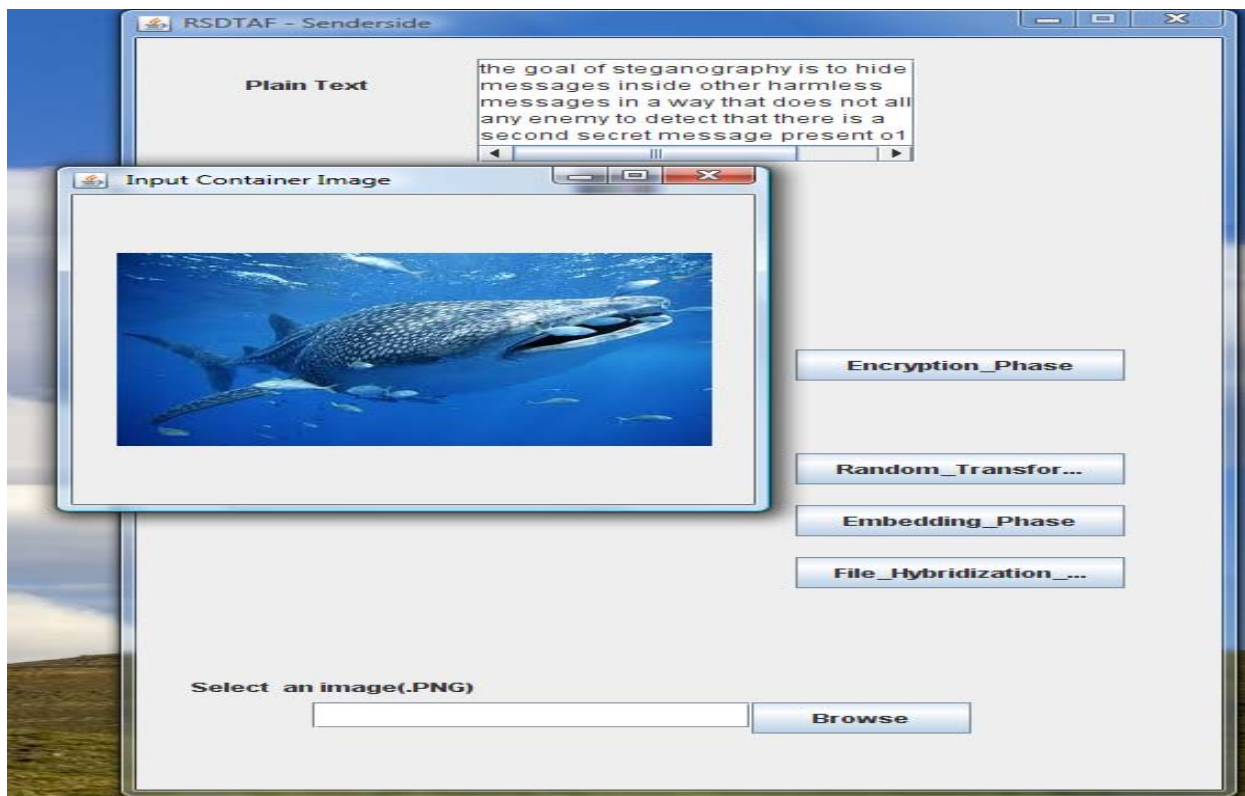 RSDTAF - Senderside
Plain Text
the goal of steganography is to hide
messages inside other harmless
messages in a way that does not all
any enemy to detect that there is a
second secret message present o1
Input Container Image
Encryption_Phase
Random_Transfor...
Embedding_Phase
File_Hybridization_...
Select an image(.PNG)
Browse